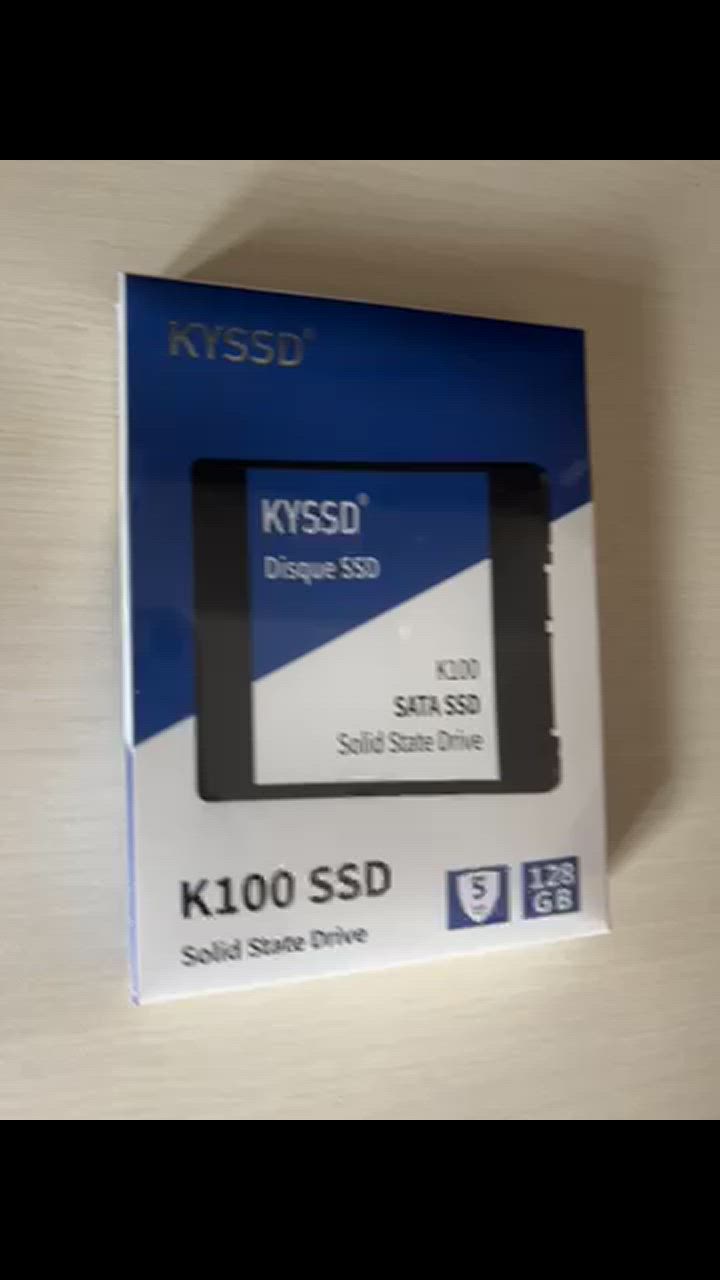 KYSSD®
KYSSD®
Disque SSD
K100
SATA SSD
Solid State Drive
K100 SSD
5
128
GB
Solid State Drive